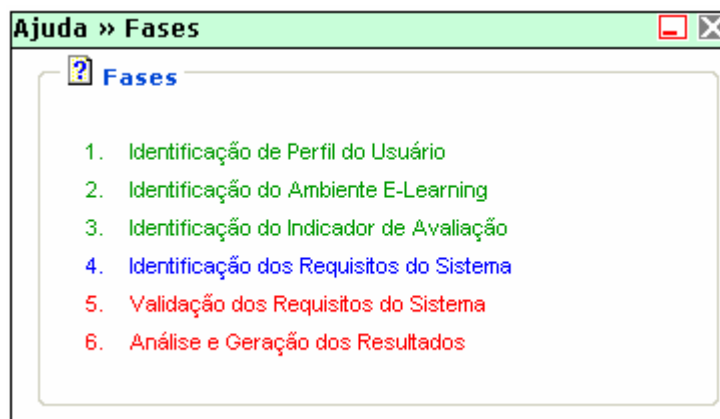 Ajuda » Fases
Fases
1. Identificação de Perfil do Usuário
2. Identificação do Ambiente E-Learning
3. Identificação do Indicador de Avaliação
4. Identificação dos Requisitos do Sistema
5. Validação dos Requisitos do Sistema
6. Análise e Geração dos Resultados